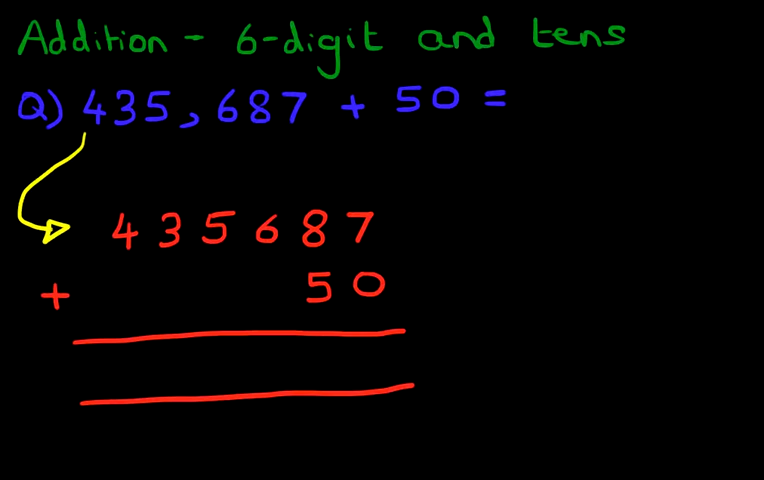 Addition - 6-digit and tens
Q) 435,687 + 50 =
435687
+ 50